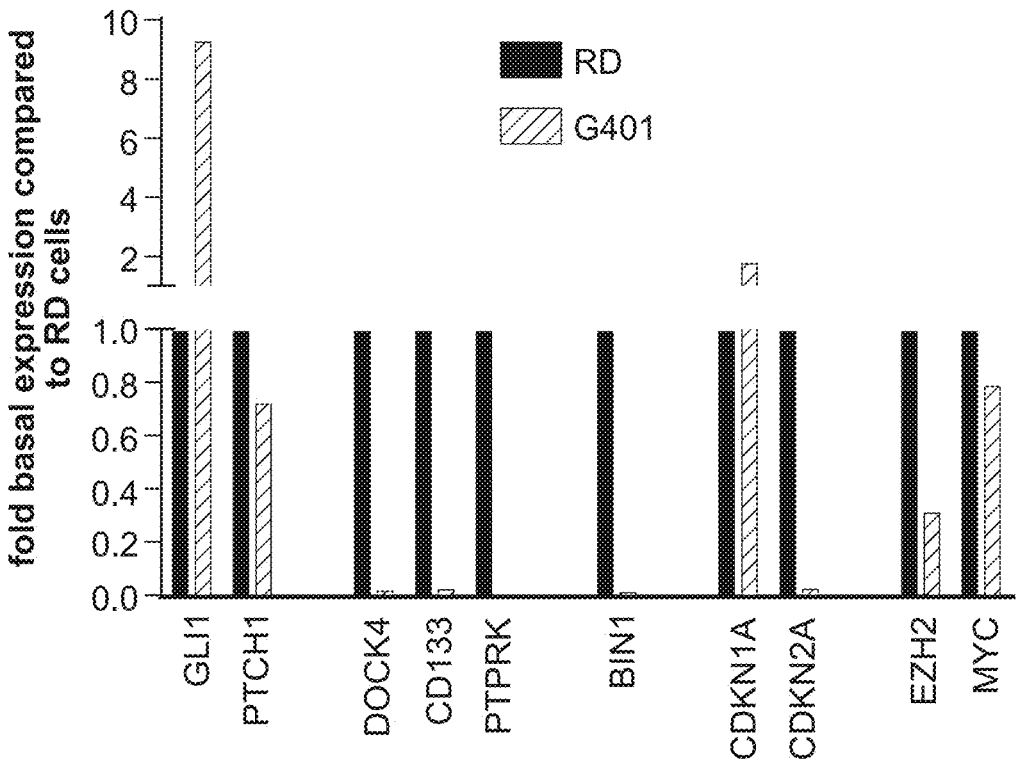 fold basal expression compared
to RD cells
10
8
6
4
2
1.0
0.8
0.6
0.4
0.2
0.0
RD
G401
GLI1
PTCH1
DOCK4
CD133
PTPRK
BIN1
CDKN1A
CDKN2A
EZH2
MYC